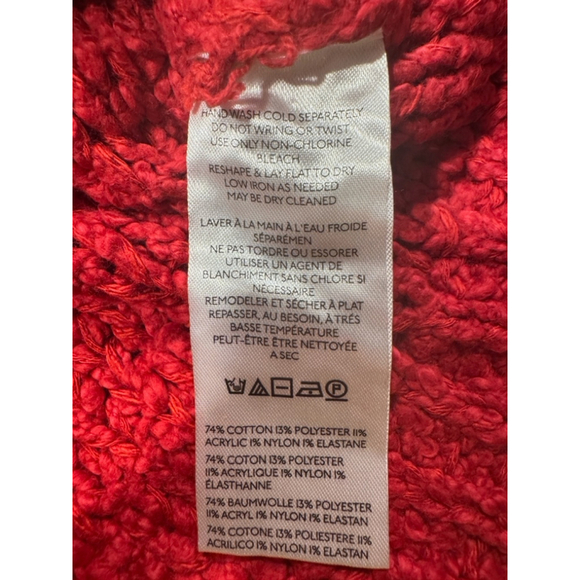 HAND WASH COLD SEPARATELY
DO NOT WRING OR TWIST
USE ONLY NON-CHLORINE
BLEACH
RESHAPE & LAY FLAT TO DRY
LOW IRON AS NEEDED
MAY BE DRY CLEANED
LAVER À LA MAIN À L'EAU FROIDE
SÉPARÉMEN
NE PAS TORDRE OU ESSORER
UTILISER UN AGENT DE
BLANCHIMENT SANS CHLORE SI
NÉCESSAIRE
REMODELER ET SÉCHER À PLAT
REPASSER, AU BESOIN, À TRÉS
BASSE TEMPÉRATURE
PEUT-ÊTRE ÊTRE NETTOYÉE
A SEC
P
74% COTTON 13% POLYESTER 11%
ACRYLIC 1% NYLON 1% ELASTANE
74% COTON 13% POLYESTER
11% ACRYLIQUE 1% NYLON 1%
ÉLASTHANNE
74% BAUMWOLLE 13% POLYESTER
11% ACRYL 1% NYLON 1% ELASTAN
74% COTONE 13% POLIESTERE 11%
ACRILICO 1% NYLON 1% ELASTAN